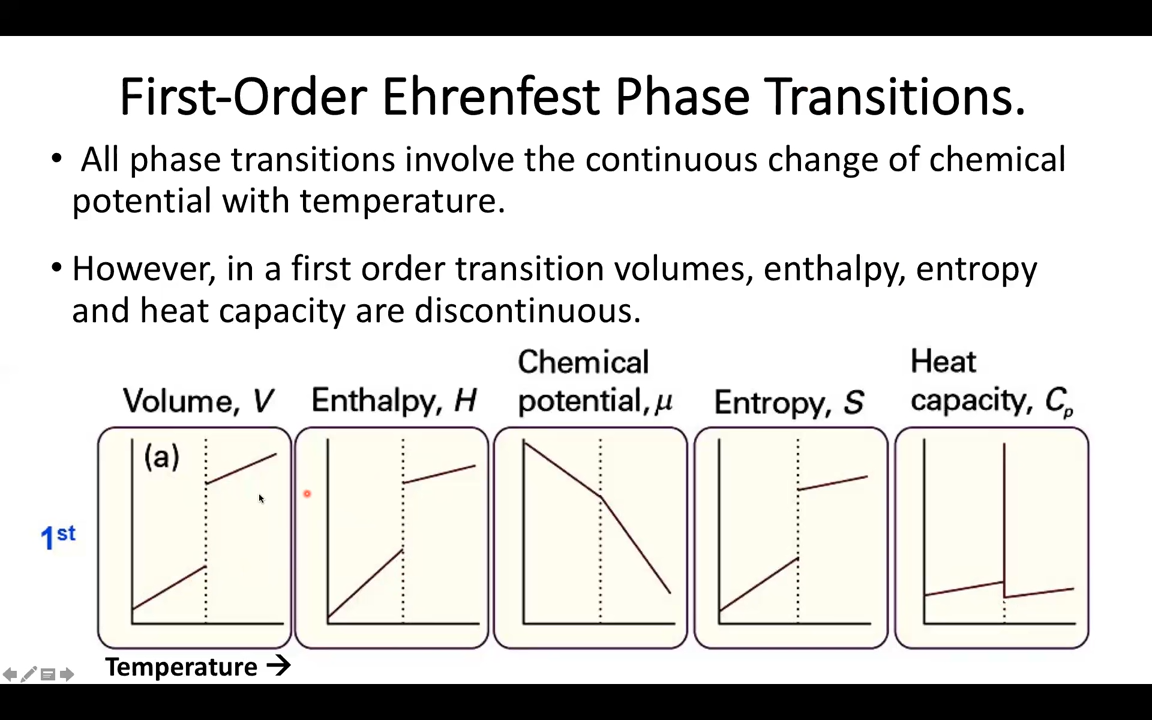 First-Order Ehrenfest Phase Transitions.
• All phase transitions involve the continuous change of chemical
potential with temperature.
• However, in a first order transition volumes, enthalpy, entropy
and heat capacity are discontinuous.
Volume, V
Enthalpy, H
Chemical
potential, μ
Entropy, S
Heat
capacity, Cp
(a)
1st
Temperature →